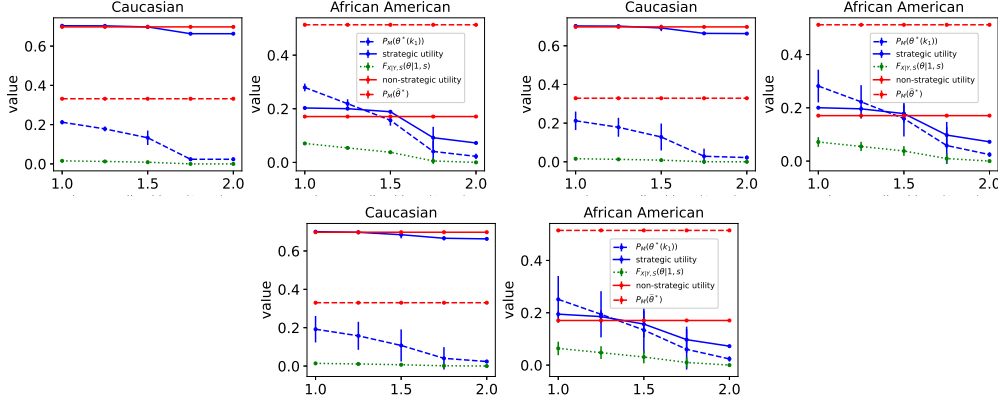 Caucasian
value
0.6
0.4
0.2
0.0
1.0 1.5 2.0
African American
value
0.4
0.2
0.0
P_M(θ*(k₁))
strategic utility
F_{X|Y,S}(θ|1, s)
non-strategic utility
P_M(θ̃*)
1.0 1.5 2.0
Caucasian
value
0.6
0.4
0.2
0.0
1.0 1.5 2.0
African American
value
0.4
0.2
0.0
P_M(θ*(k₁))
strategic utility
F_{X|Y,S}(θ|1, s)
non-strategic utility
P_M(θ̃*)
1.0 1.5 2.0
Caucasian
value
0.6
0.4
0.2
0.0
1.0 1.5 2.0
African American
value
0.4
0.2
0.0
P_M(θ*(k₁))
strategic utility
F_{X|Y,S}(θ|1, s)
non-strategic utility
P_M(θ̃*)
1.0 1.5 2.0